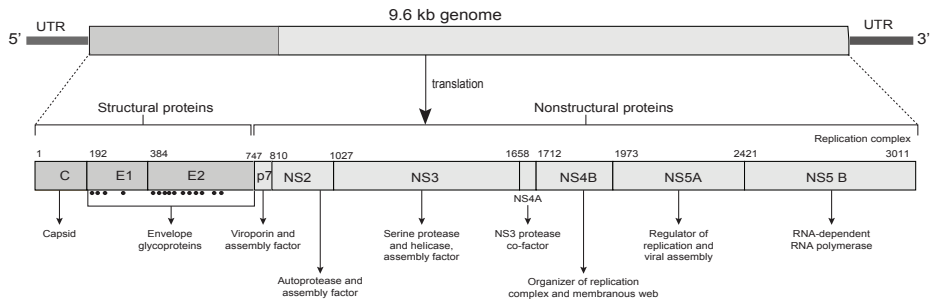 9.6 kb genome
UTR
UTR
5’
3’
translation
Structural proteins
Nonstructural proteins
Replication complex
1 192 384 747 810 1027 1658 1712 1973 2421 3011
C E1 E2 p7 NS2 NS3 NS4B NS5A NS5 B
NS4A
Capsid
Envelope
glycoproteins
Viroporin and
assembly factor
Serine protease
and helicase,
assembly factor
NS3 protease
co-factor
Regulator of
replication and
viral assembly
RNA-dependent
RNA polymerase
Autoprotease and
assembly factor
Organizer of replication
complex and membranous web